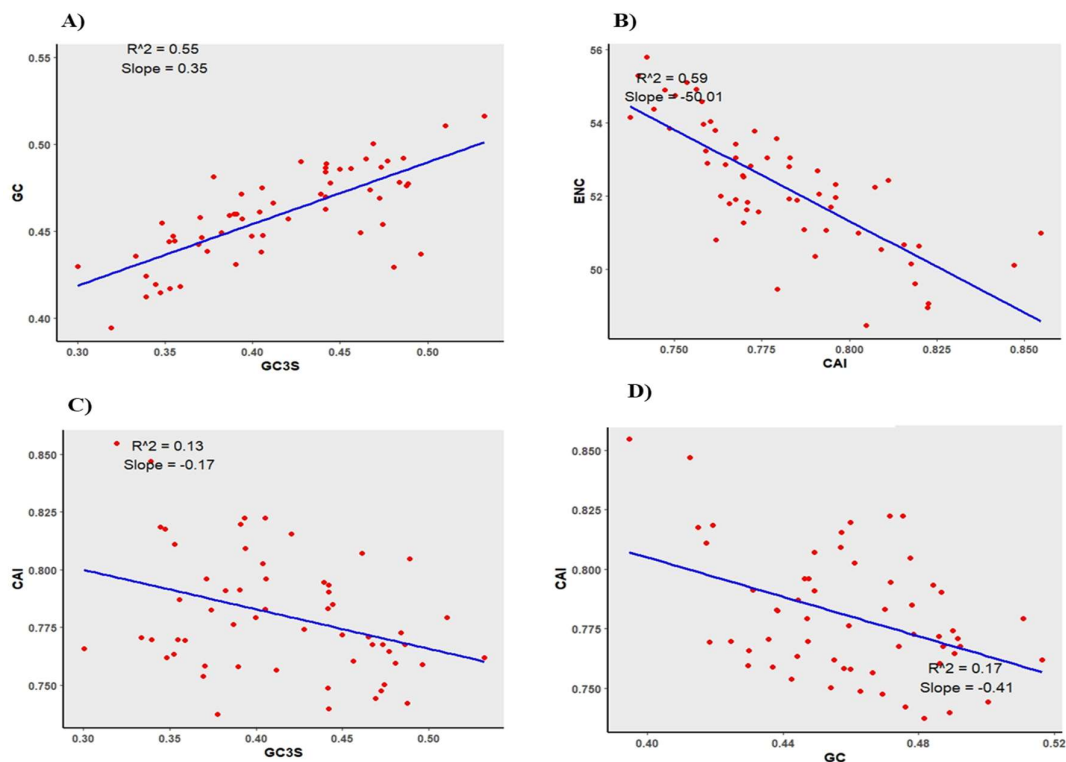 A)
R^2 = 0.55
Slope = 0.35
GC
0.55
0.50
0.45
0.40
0.30
0.35
0.40
0.45
0.50
GC3S
B)
R^2 = 0.59
Slope = -50.01
ENC
56
54
52
50
0.750
0.775
0.800
0.825
0.850
CAI
C)
R^2 = 0.13
Slope = -0.17
CAI
0.850
0.825
0.800
0.775
0.750
0.30
0.35
0.40
0.45
0.50
GC3S
D)
R^2 = 0.17
Slope = -0.41
CAI
0.850
0.825
0.800
0.775
0.750
0.40
0.44
0.48
0.52
GC